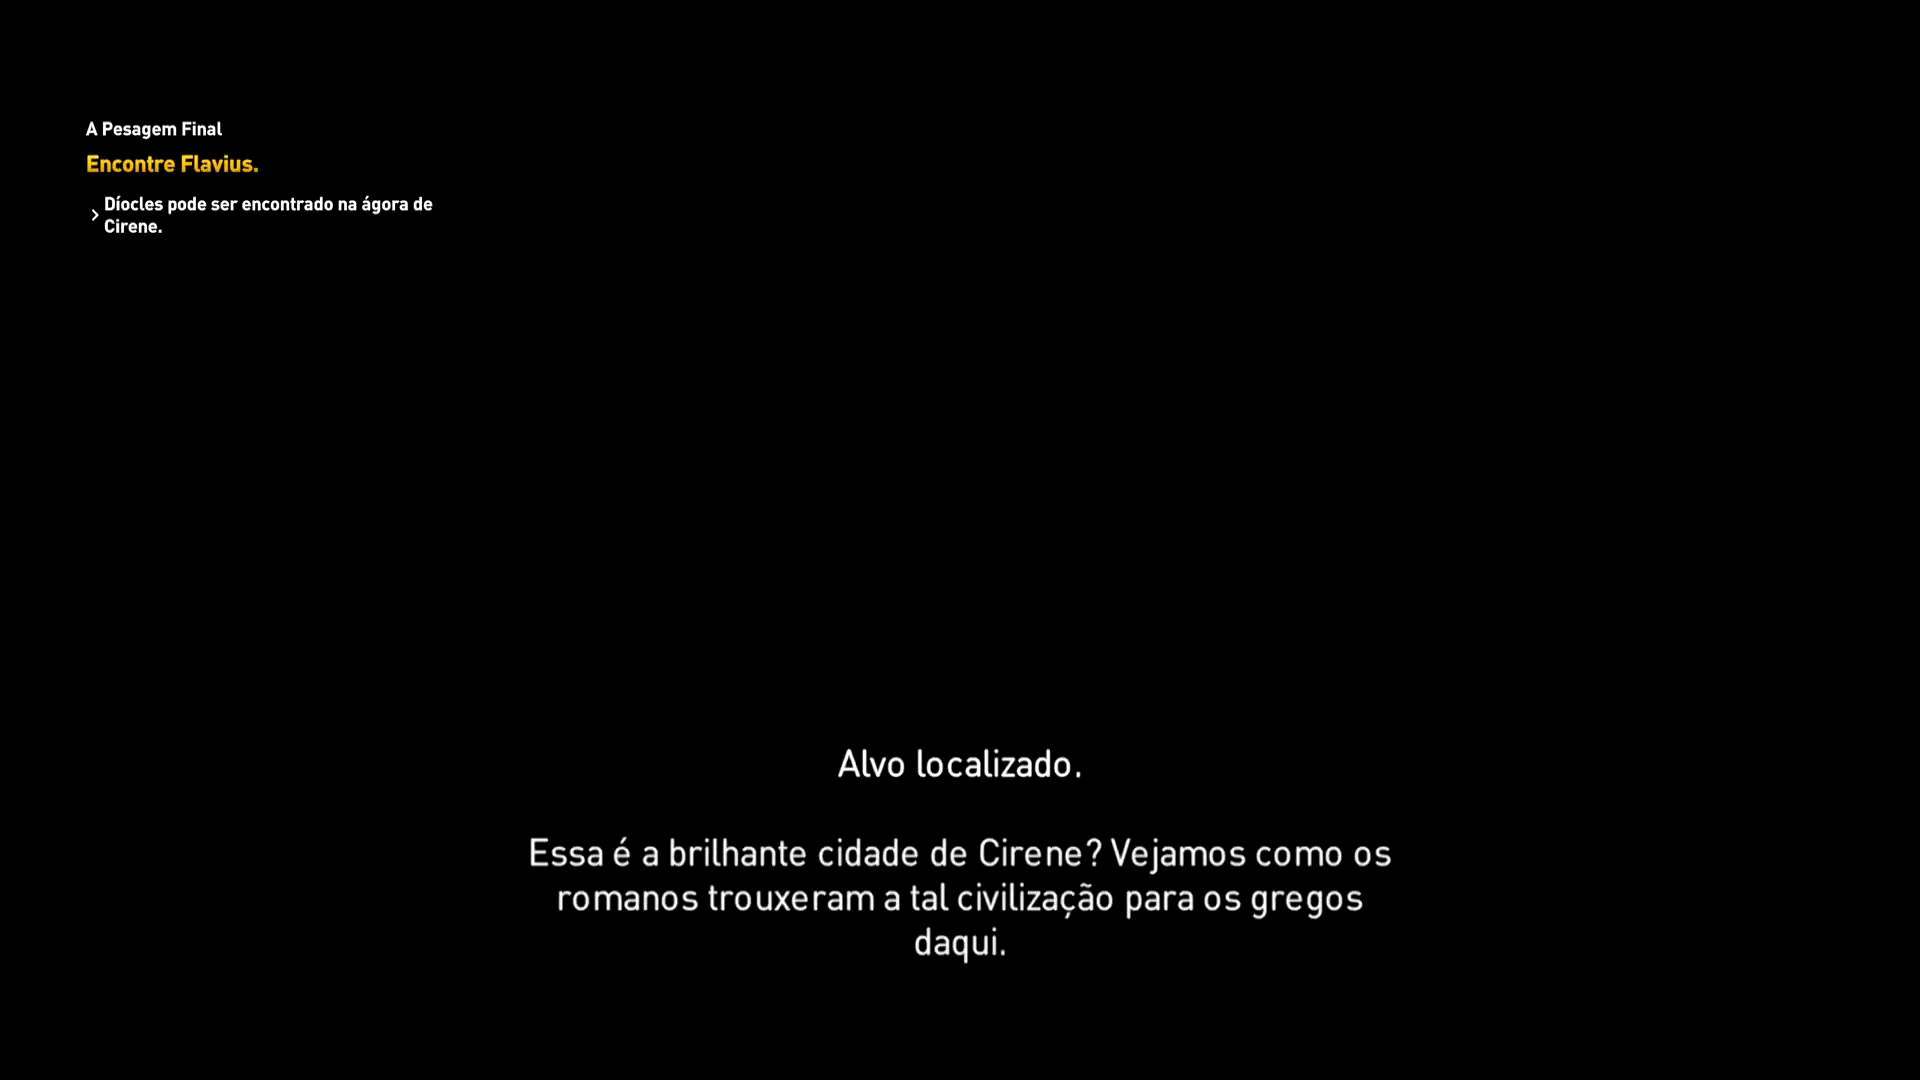 A Pesagem Final
Encontre Flavius.
Díocles pode ser encontrado na ágora de
Cirene.
Alvo localizado.
Essa é a brilhante cidade de Cirene? Vejamos como os
romanos trouxeram a tal civilização para os gregos
daqui.